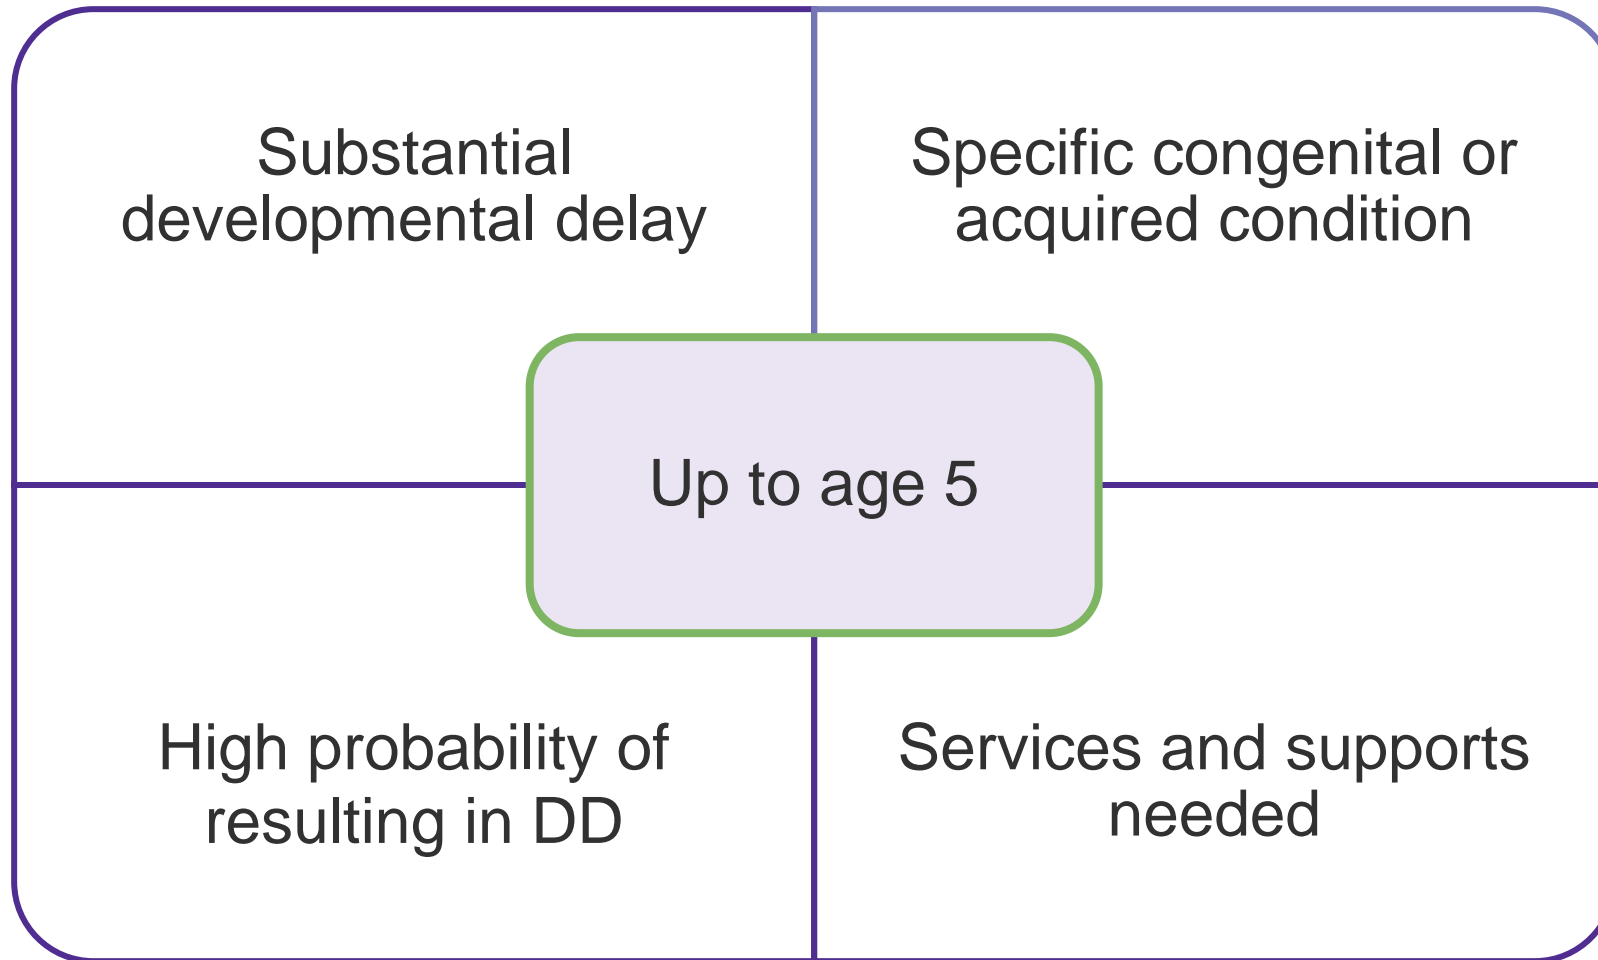 Substantial
developmental delay
Specific congenital or
acquired condition
Up to age 5
High probability of
resulting in DD
Services and supports
needed